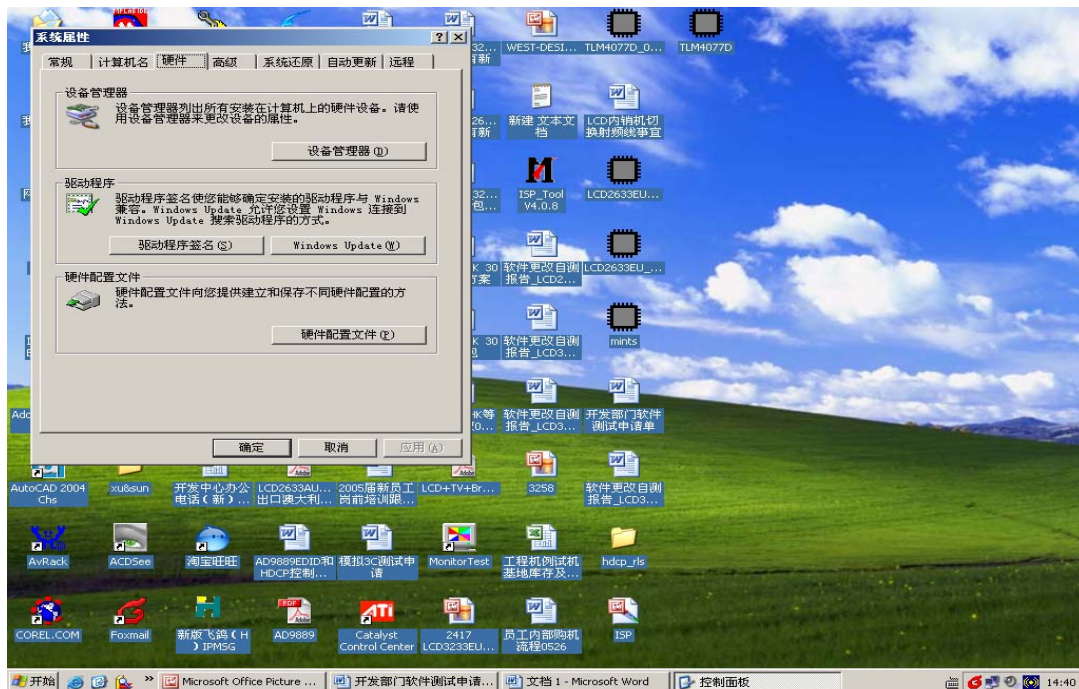 系统属性
常规
计算机名
硬件
高级
系统还原
自动更新
远程
设备管理器
设备管理器列出所有安装在计算机上的硬件设备。请使
用设备管理器来更改设备的属性。
设备管理器(D)
驱动程序
驱动程序签名使您能够确定安装的驱动程序与 Windows
兼容。Windows Update 允许您设置 Windows 连接到
Windows Update 搜索驱动程序的方式。
驱动程序签名(S)
Windows Update(W)
硬件配置文件
硬件配置文件向您提供建立和保存不同硬件配置的方
法。
硬件配置文件(P)
确定
取消
应用(A)
WEST-DESI...
TLM4077D_0...
TLM4077D
新建 文本文
档
LCD内销机切
换射频线事宜
ISP_Tool
V4.0.8
LCD2633EU...
软件更改自测
报告_LCD2...
LCD2633EU_...
软件更改自测
报告_LCD3...
mints
软件更改自测
报告_LCD3...
开发部门软件
测试申请单
AutoCAD 2004
Chs
xu&sun
开发中心办公
电话(新)...
LCD2633AU...
出口澳大利...
2005届新员工
岗前培训跟...
LCD+TV+Br...
3258
软件更改自测
报告_LCD3...
AvRack
ACDSee
淘宝旺旺
AD9889EDID和
HDCP控制...
模拟3C测试申
请
MonitorTest
工程机例试机
基地库存及...
hdcp_rls
COREL.COM
Foxmail
新版飞鸽(H
)IPMSG
AD9889
Catalyst
Control Center
2417
LCD3233EU...
员工内部购机
流程0526
ISP
开始
Microsoft Office Picture ...
开发部门软件测试申请...
文档 1 - Microsoft Word
控制面板
14:40